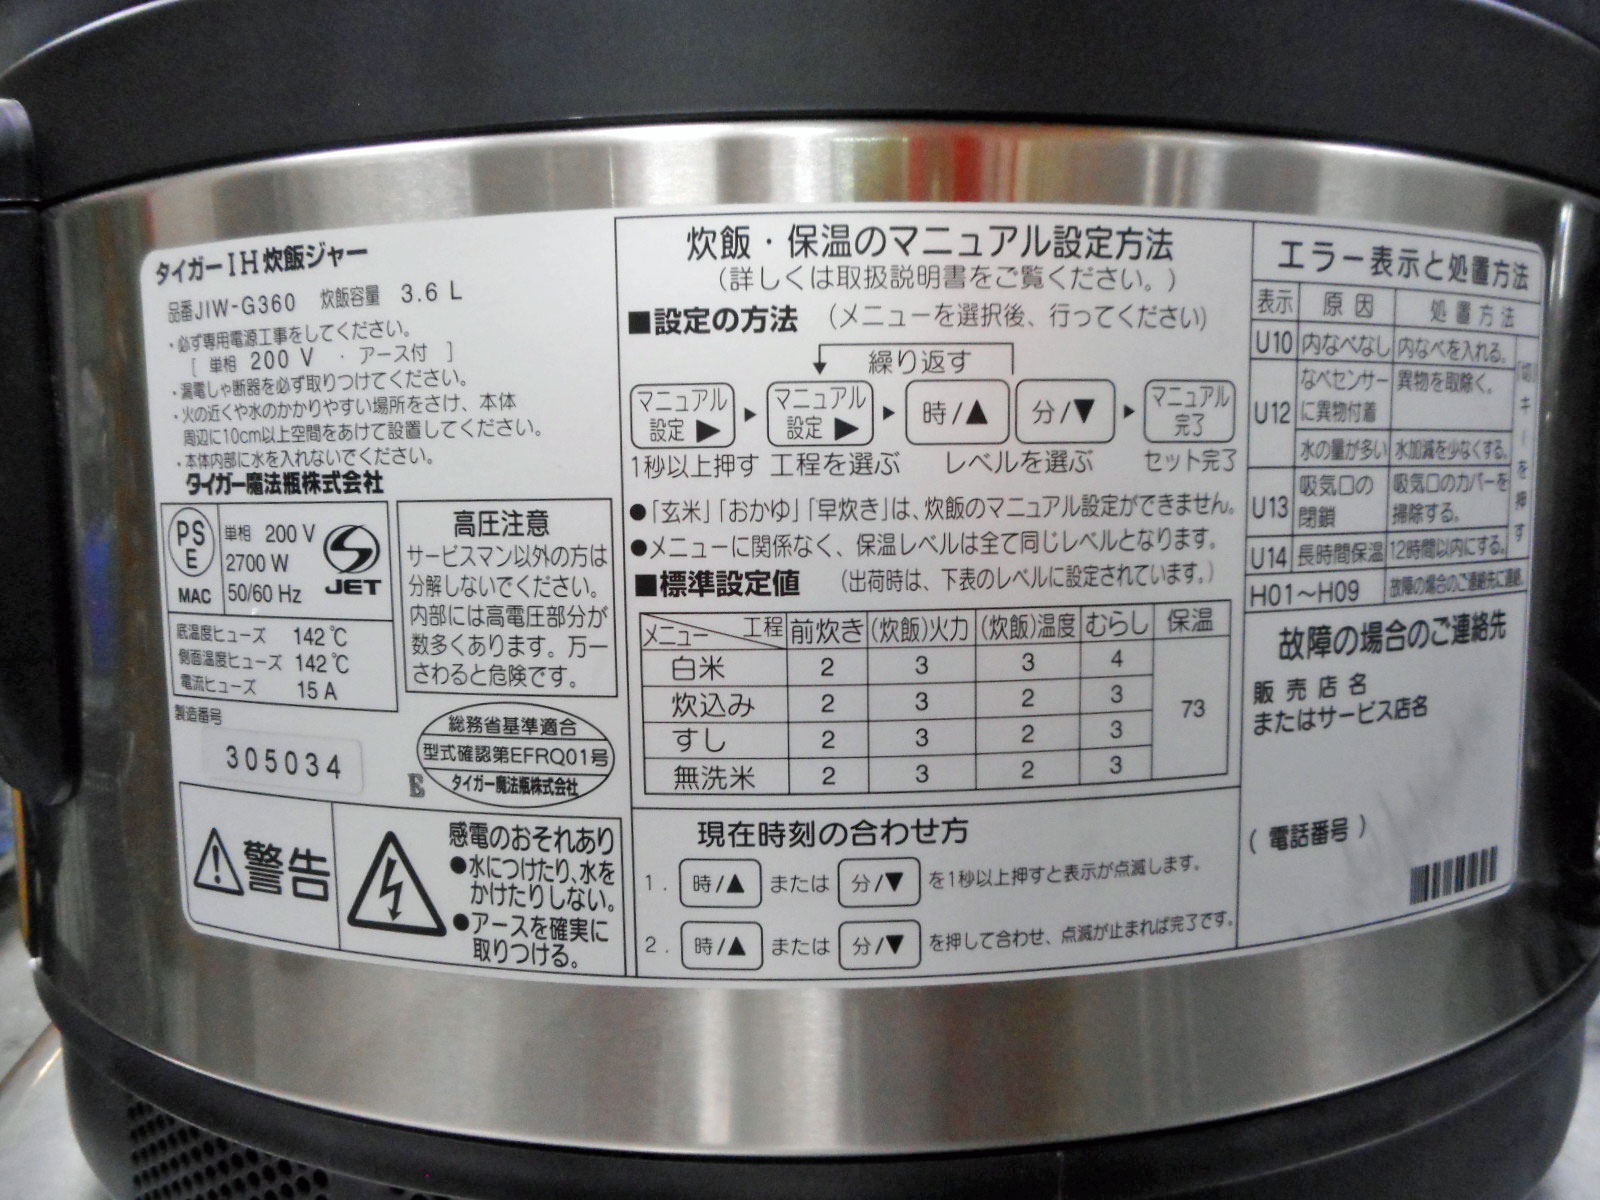 タイガーIH炊飯ジャー
品番JIW-G360 炊飯容量 3.6 L
・必ず専用電源工事をしてください。
[ 単相 200 V ・ アース付 ]
・漏電しゃ断器を必ず取りつけてください。
・火の近くや水のかかりやすい場所をさけ、本体
周辺に10cm以上空間をあけて設置してください。
・本体内部に水を入れないでください。
タイガー魔法瓶株式会社
PS
E
MAC
単相 200 V
2700 W
50/60 Hz
JET
底温度ヒューズ 142℃
側面温度ヒューズ 142℃
電流ヒューズ 15 A
高圧注意
サービスマン以外の方は
分解しないでください。
内部には高電圧部分が
数多くあります。万一
さわると危険です。
製造番号
305034
総務省基準適合
型式確認第EFRQ01号
タイガー魔法瓶株式会社
E
警告
感電のおそれあり
●水につけたり、水を
かけたりしない。
●アースを確実に
取りつける。
炊飯・保温のマニュアル設定方法
(詳しくは取扱説明書をご覧ください。)
■設定の方法 (メニューを選択後、行ってください)
繰り返す
マニュアル設定▶ ▶ マニュアル設定▶ ▶ 時/▲ 分/▼ ▶ マニュアル完了
1秒以上押す 工程を選ぶ レベルを選ぶ セット完了
●「玄米」「おかゆ」「早炊き」は、炊飯のマニュアル設定ができません。
●メニューに関係なく、保温レベルは全て同じレベルとなります。
■標準設定値 (出荷時は、下表のレベルに設定されています。)
メニュー 工程 前炊き (炊飯)火力 (炊飯)温度 むらし 保温
白米 2 3 3 4
炊込み 2 3 2 3
73
すし 2 3 2 3
無洗米 2 3 2 3
現在時刻の合わせ方
1. 時/▲ または 分/▼ を1秒以上押すと表示が点滅します。
2. 時/▲ または 分/▼ を押して合わせ、点滅が止まれば完了です。
エラー表示と処置方法
表示 原因 処置方法
U10 内なべなし 内なべを入れる。
U12 なべセンサーに異物付着 異物を取除く。
水の量が多い 水加減を少なくする。
U13 吸気口の閉鎖 吸気口のカバーを掃除する。
U14 長時間保温 12時間以内にする。
(切)キーを押す
H01～H09 故障の場合のご連絡先に連絡。
故障の場合のご連絡先
販売店名
またはサービス店名
(電話番号)